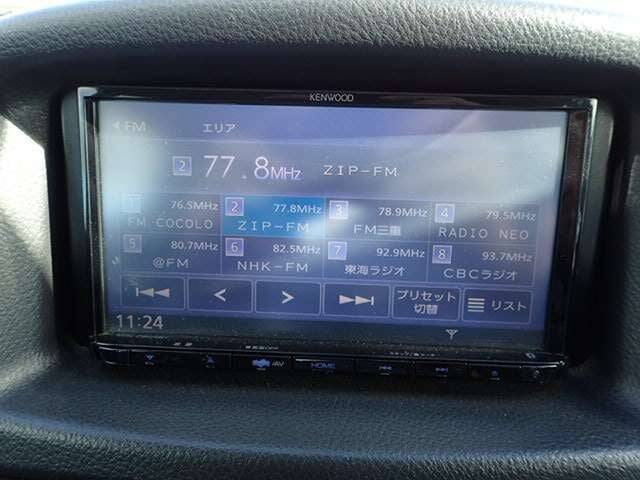 KENWOOD
FM エリア
2 77.8MHz ZIP-FM
1 76.5MHz 2 77.8MHz 3 78.9MHz 4 79.5MHz
FM COCOLO ZIP-FM FM三重 RADIO NEO
5 80.7MHz 6 82.5MHz 7 92.9MHz 8 93.7MHz
@FM NHK-FM 東海ラジオ CBCラジオ
プリセット
切替 リスト
11:24
AV HOME